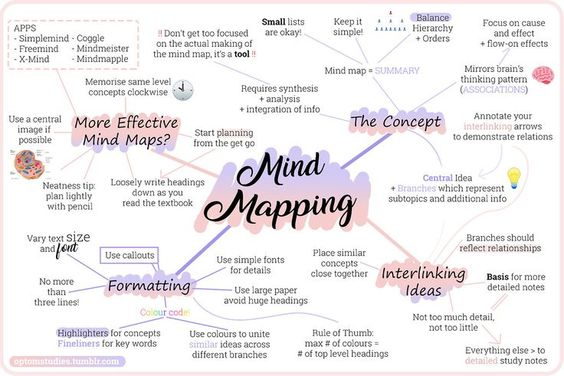 APPS
- Simplemind - Coggle
- Freemind - Mindmeister
- X-Mind - Mindmapple
!! Don't get too focused
on the actual making of
the mind map, it's a tool !!
Small lists
are okay!
Keep it
simple!
Balance
Hierarchy
+ Orders
Focus on cause
and effect
+ flow-on effects
Mind map = SUMMARY
Mirrors brain's
thinking pattern
(ASSOCIATIONS)
Memorise same level
concepts clockwise
Requires synthesis
+ analysis
+ integration of info
The Concept
Annotate your
interlinking arrows
to demonstrate relations
Use a central
image if
possible
More Effective
Mind Maps?
Start planning
from the get go
Central Idea
+ Branches which represent
subtopics and additional info
Neatness tip:
plan lightly
with pencil
Loosely write headings
down as you
read the textbook
Mind
Mapping
Vary text size
and font
Use callouts
Use simple fonts
for details
Place similar
concepts
close together
Branches should
reflect relationships
No more
than
three lines!
Formatting
Use large paper
avoid huge headings
Interlinking
Ideas
Basis for more
detailed notes
Colour code!
Not too much detail,
not too little
Highlighters for concepts
Fineliners for key words
Use colours to unite
similar ideas across
different branches
Rule of Thumb:
max # of colours =
# of top level headings
Everything else > to
detailed study notes
optomstudies.tumblr.com